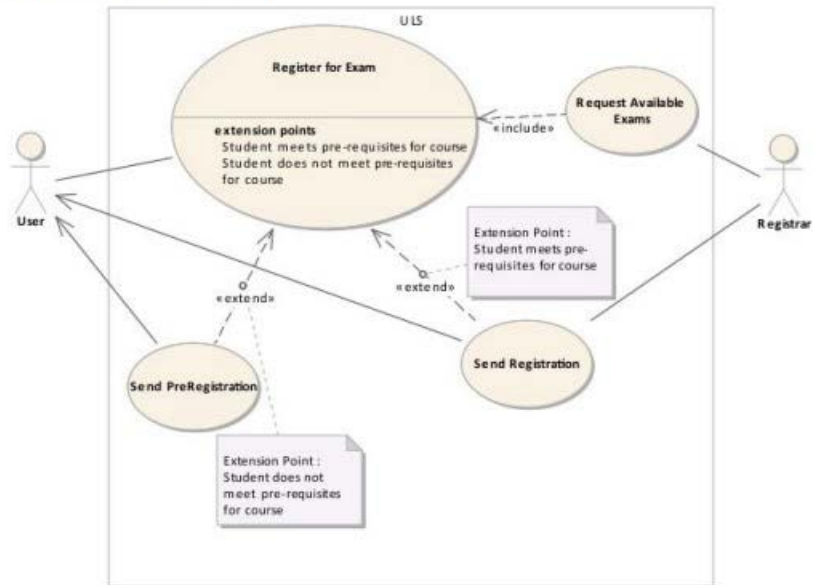 ULS
Register for Exam
extension points
Student meets pre-requisites for course
Student does not meet pre-requisites
for course
Request Available
Exams
«include»
User
Registrar
Extension Point :
Student meets pre-
requisites for course
«extend»
«extend»
Send Registration
Send PreRegistration
Extension Point :
Student does not
meet pre-requisites
for course